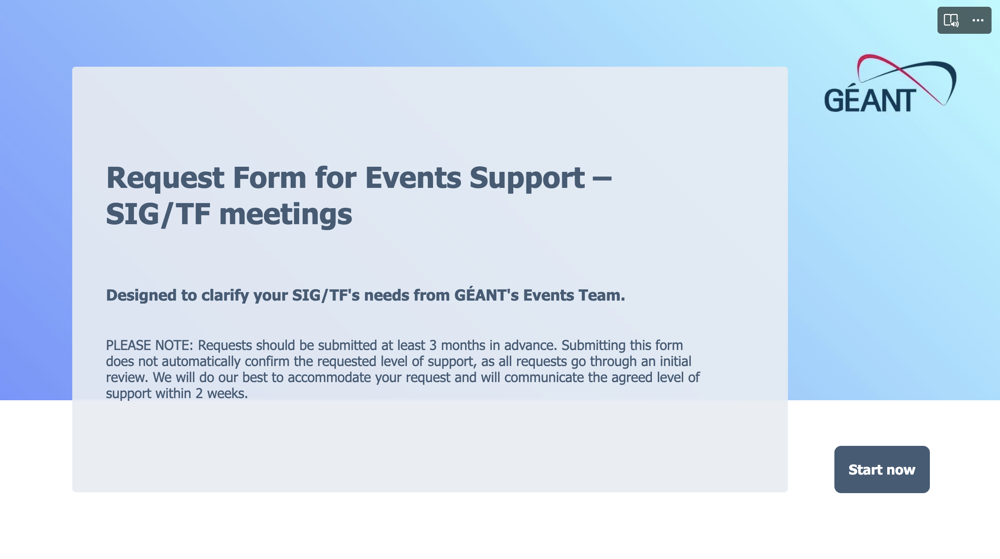 GÉANT
Request Form for Events Support –
SIG/TF meetings
Designed to clarify your SIG/TF's needs from GÉANT's Events Team.
PLEASE NOTE: Requests should be submitted at least 3 months in advance. Submitting this form
does not automatically confirm the requested level of support, as all requests go through an initial
review. We will do our best to accommodate your request and will communicate the agreed level of
support within 2 weeks.
Start now